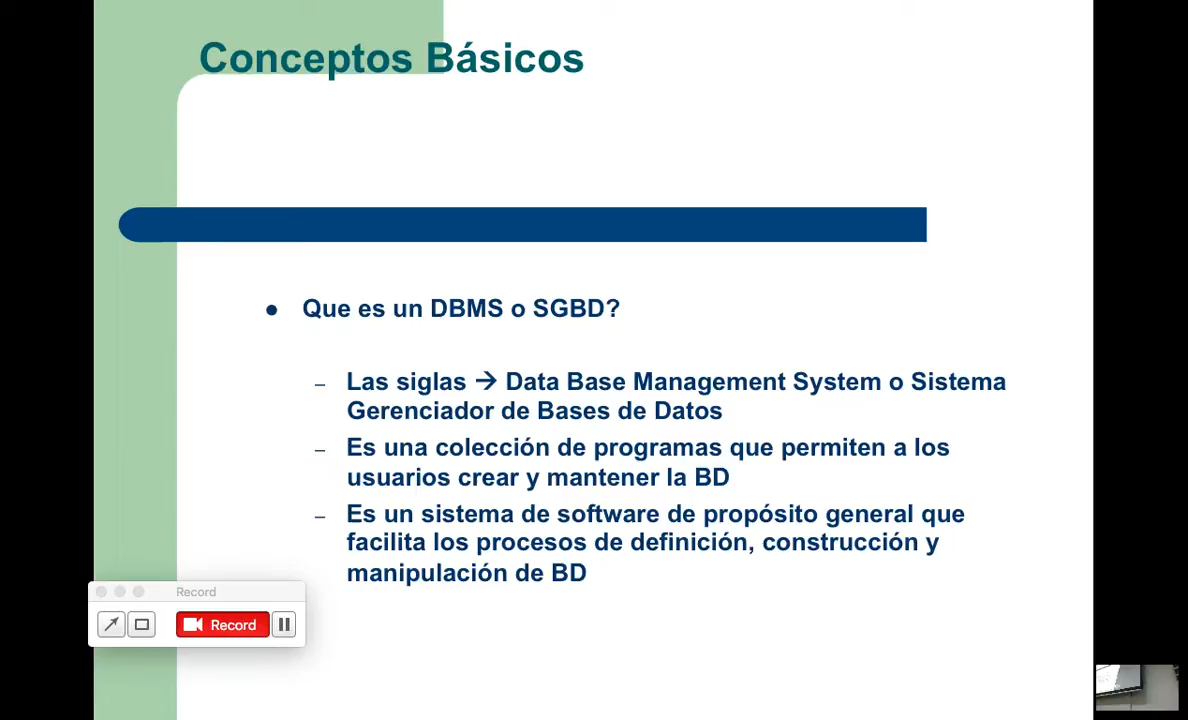 Conceptos Básicos
● Que es un DBMS o SGBD?
– Las siglas → Data Base Management System o Sistema
Gerenciador de Bases de Datos
– Es una colección de programas que permiten a los
usuarios crear y mantener la BD
– Es un sistema de software de propósito general que
facilita los procesos de definición, construcción y
manipulación de BD
Record
Record